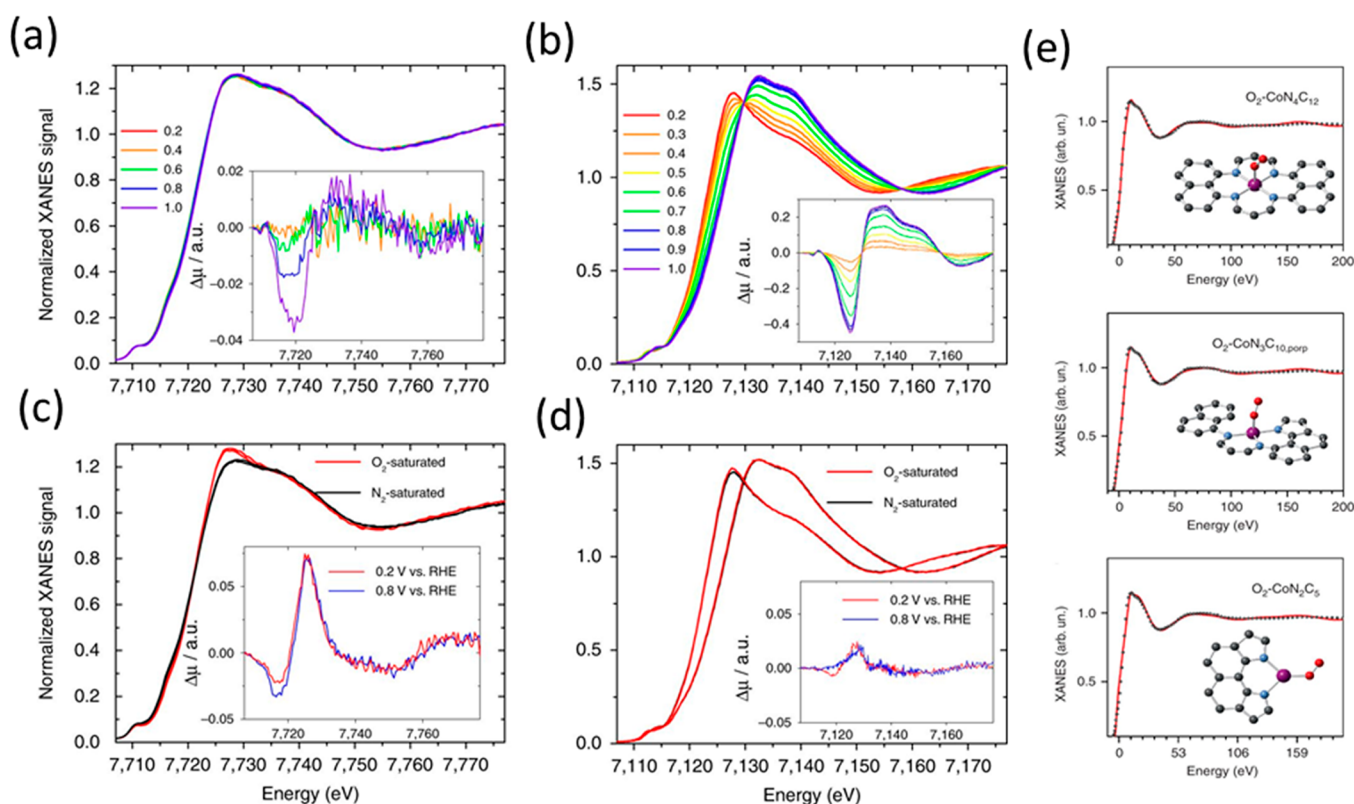 (a)
Normalized XANES signal
1.2
1.0
0.8
0.6
0.4
0.2
0.0
0.2
0.4
0.6
0.8
1.0
Δμ / a.u.
0.02
0.00
−0.02
−0.04
7,720 7,740 7,760
7,710 7,720 7,730 7,740 7,750 7,760 7,770
(b)
1.5
1.0
0.5
0.0
0.2
0.3
0.4
0.5
0.6
0.7
0.8
0.9
1.0
Δμ / a.u.
0.2
0.0
−0.2
−0.4
7,120 7,140 7,160
7,110 7,120 7,130 7,140 7,150 7,160 7,170
(c)
Normalized XANES signal
1.2
1.0
0.8
0.6
0.4
0.2
0.0
O₂-saturated
N₂-saturated
Δμ / a.u.
0.05
0.00
−0.05
0.2 V vs. RHE
0.8 V vs. RHE
7,720 7,740 7,760
7,710 7,720 7,730 7,740 7,750 7,760 7,770
Energy (eV)
(d)
1.5
1.0
0.5
0.0
O₂-saturated
N₂-saturated
Δμ / a.u.
0.05
0.00
−0.05
0.2 V vs. RHE
0.8 V vs. RHE
7,120 7,140 7,160
7,110 7,120 7,130 7,140 7,150 7,160 7,170
Energy (eV)
(e)
XANES (arb. un.)
1.0
0.5
O₂-CoN₄C₁₂
0 50 100 150 200
Energy (eV)
XANES (arb. un.)
1.0
0.5
O₂-CoN₃C₁₀,porp
0 50 100 150 200
Energy (eV)
XANES (arb. un.)
1.0
0.5
O₂-CoN₂C₅
0 53 106 159
Energy (eV)